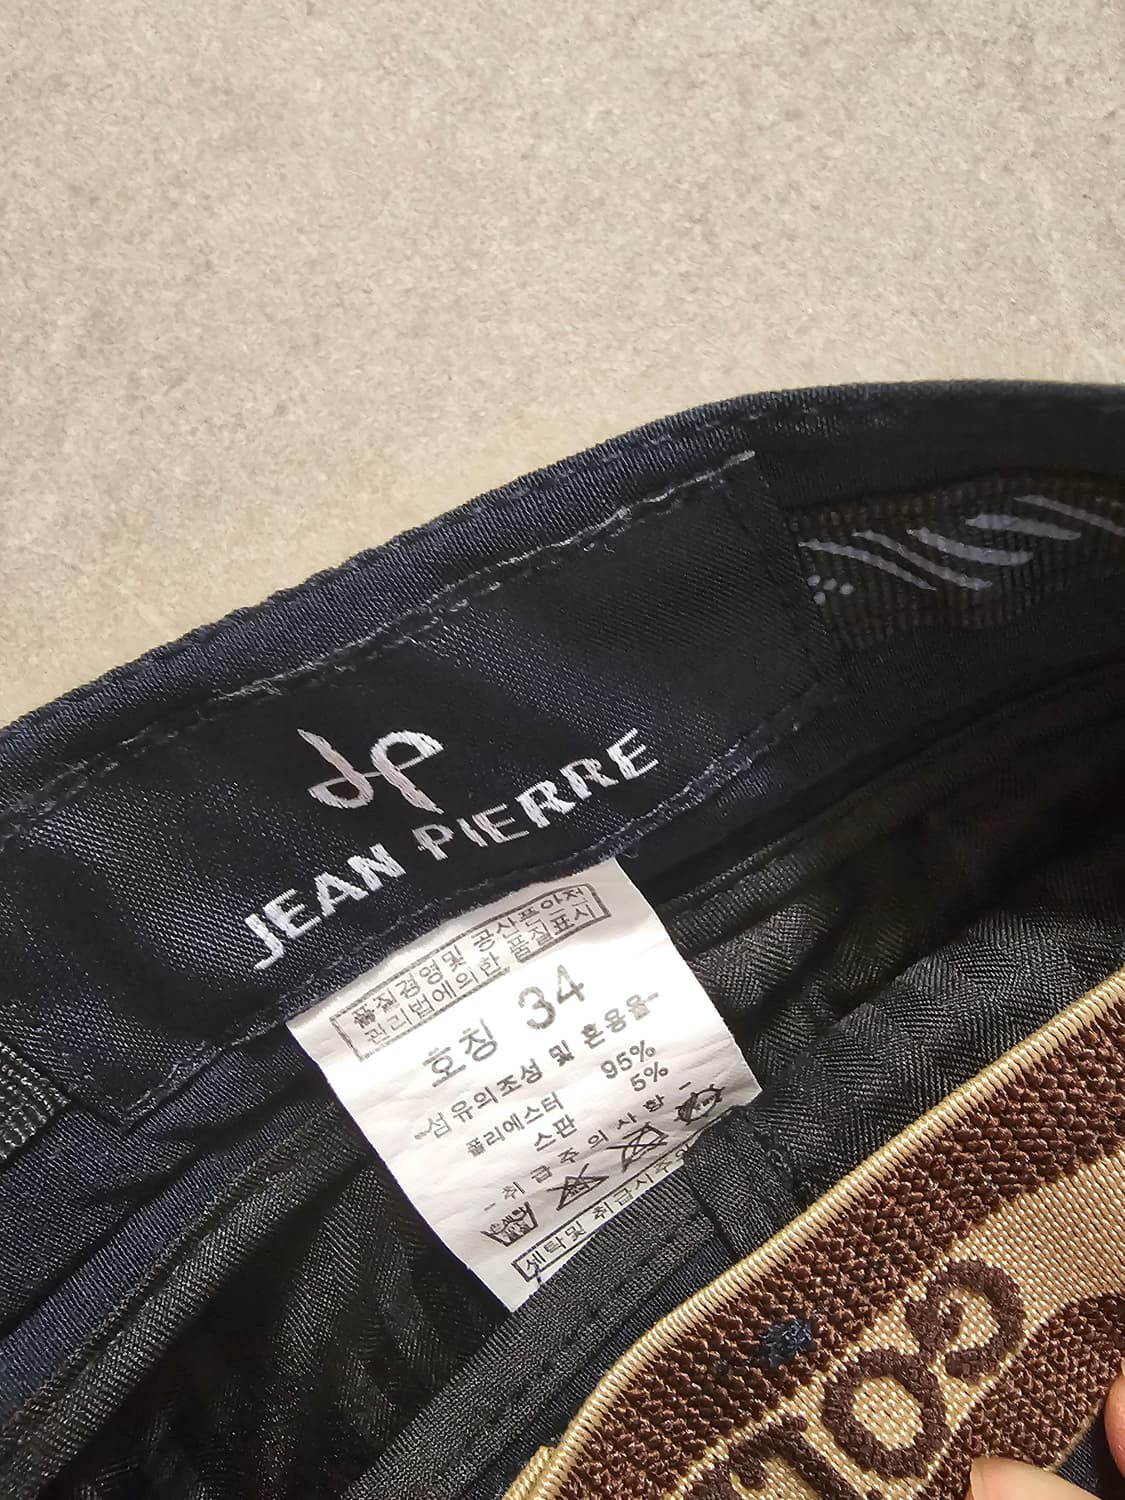 JP
JEAN PIERRE
품질경영및 공산품안전
관리법에의한 품질표시
호칭 34
-섬유의조성 및 혼용율-
폴리에스터 95%
스판 5%
-취급주의사항-
세탁및 취급시주의
GOL